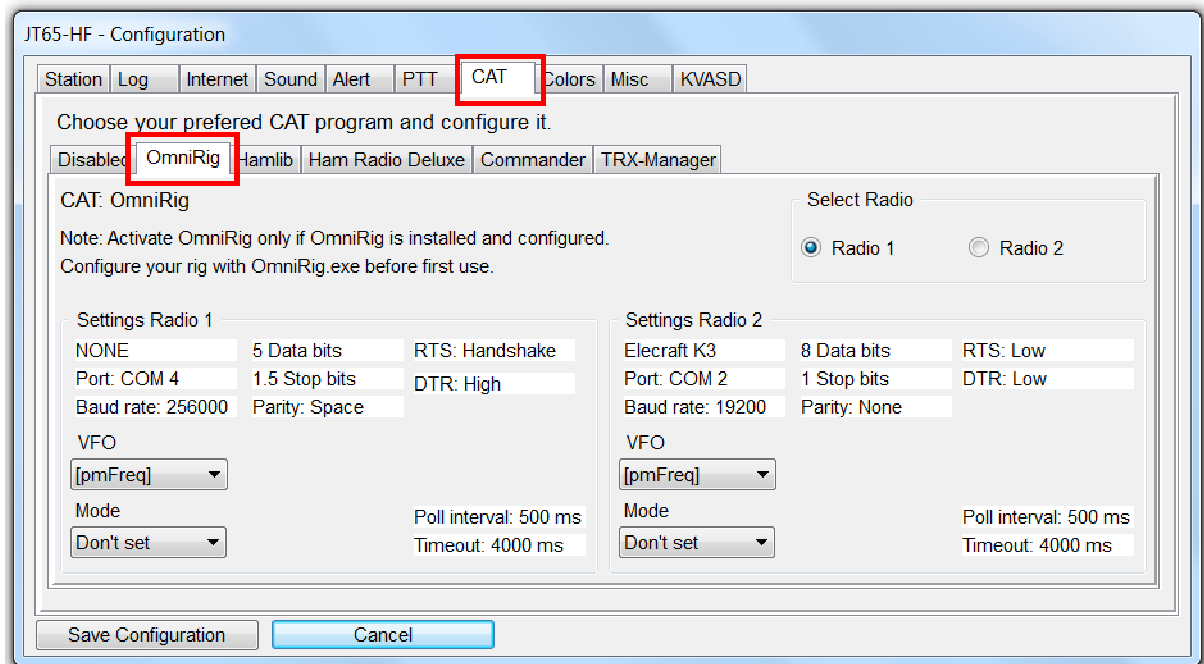 JT65-HF - Configuration
Station Log Internet Sound Alert PTT CAT Colors Misc KVASD
Choose your prefered CAT program and configure it.
Disabled OmniRig Hamlib Ham Radio Deluxe Commander TRX-Manager
CAT: OmniRig
Note: Activate OmniRig only if OmniRig is installed and configured.
Configure your rig with OmniRig.exe before first use.
Select Radio
Radio 1 Radio 2
Settings Radio 1
NONE 5 Data bits RTS: Handshake
Port: COM 4 1.5 Stop bits DTR: High
Baud rate: 256000 Parity: Space
VFO
[pmFreq]
Mode
Don't set
Poll interval: 500 ms
Timeout: 4000 ms
Settings Radio 2
Elecraft K3 8 Data bits RTS: Low
Port: COM 2 1 Stop bits DTR: Low
Baud rate: 19200 Parity: None
VFO
[pmFreq]
Mode
Don't set
Poll interval: 500 ms
Timeout: 4000 ms
Save Configuration Cancel